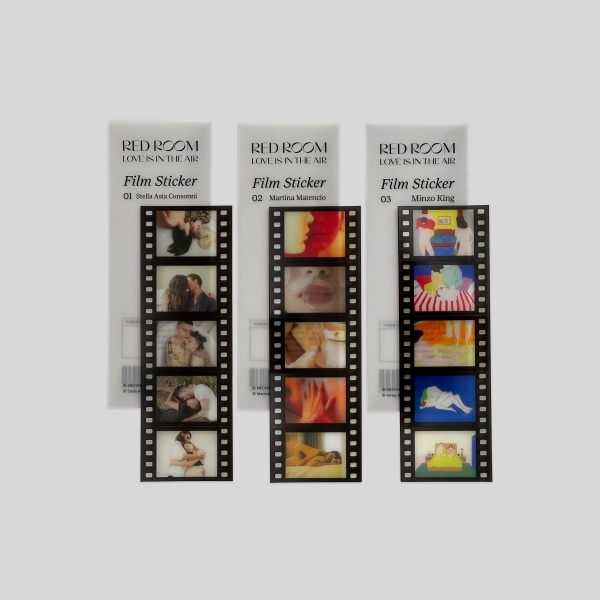 RED ROOM
LOVE IS IN THE AIR
Film Sticker
01 Stella Asia Consonni
RED ROOM
LOVE IS IN THE AIR
Film Sticker
02 Martina Matencio
RED ROOM
LOVE IS IN THE AIR
Film Sticker
03 Minzo King